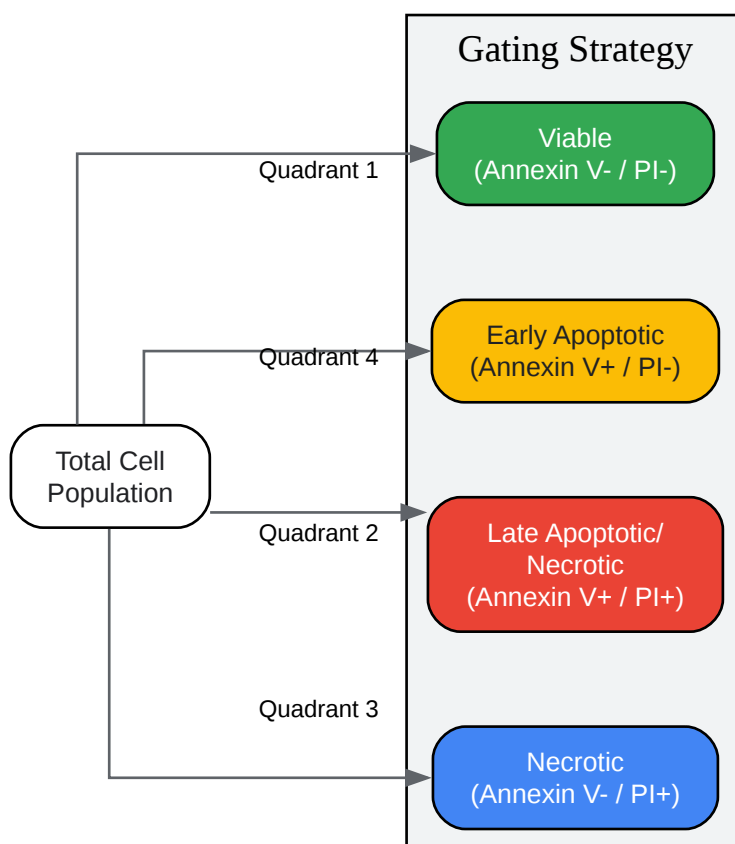 Gating Strategy
Viable
(Annexin V- / PI-)
Quadrant 1
Early Apoptotic
(Annexin V+ / PI-)
Quadrant 4
Total Cell
Population
Late Apoptotic/
Necrotic
(Annexin V+ / PI+)
Quadrant 2
Quadrant 3
Necrotic
(Annexin V- / PI+)